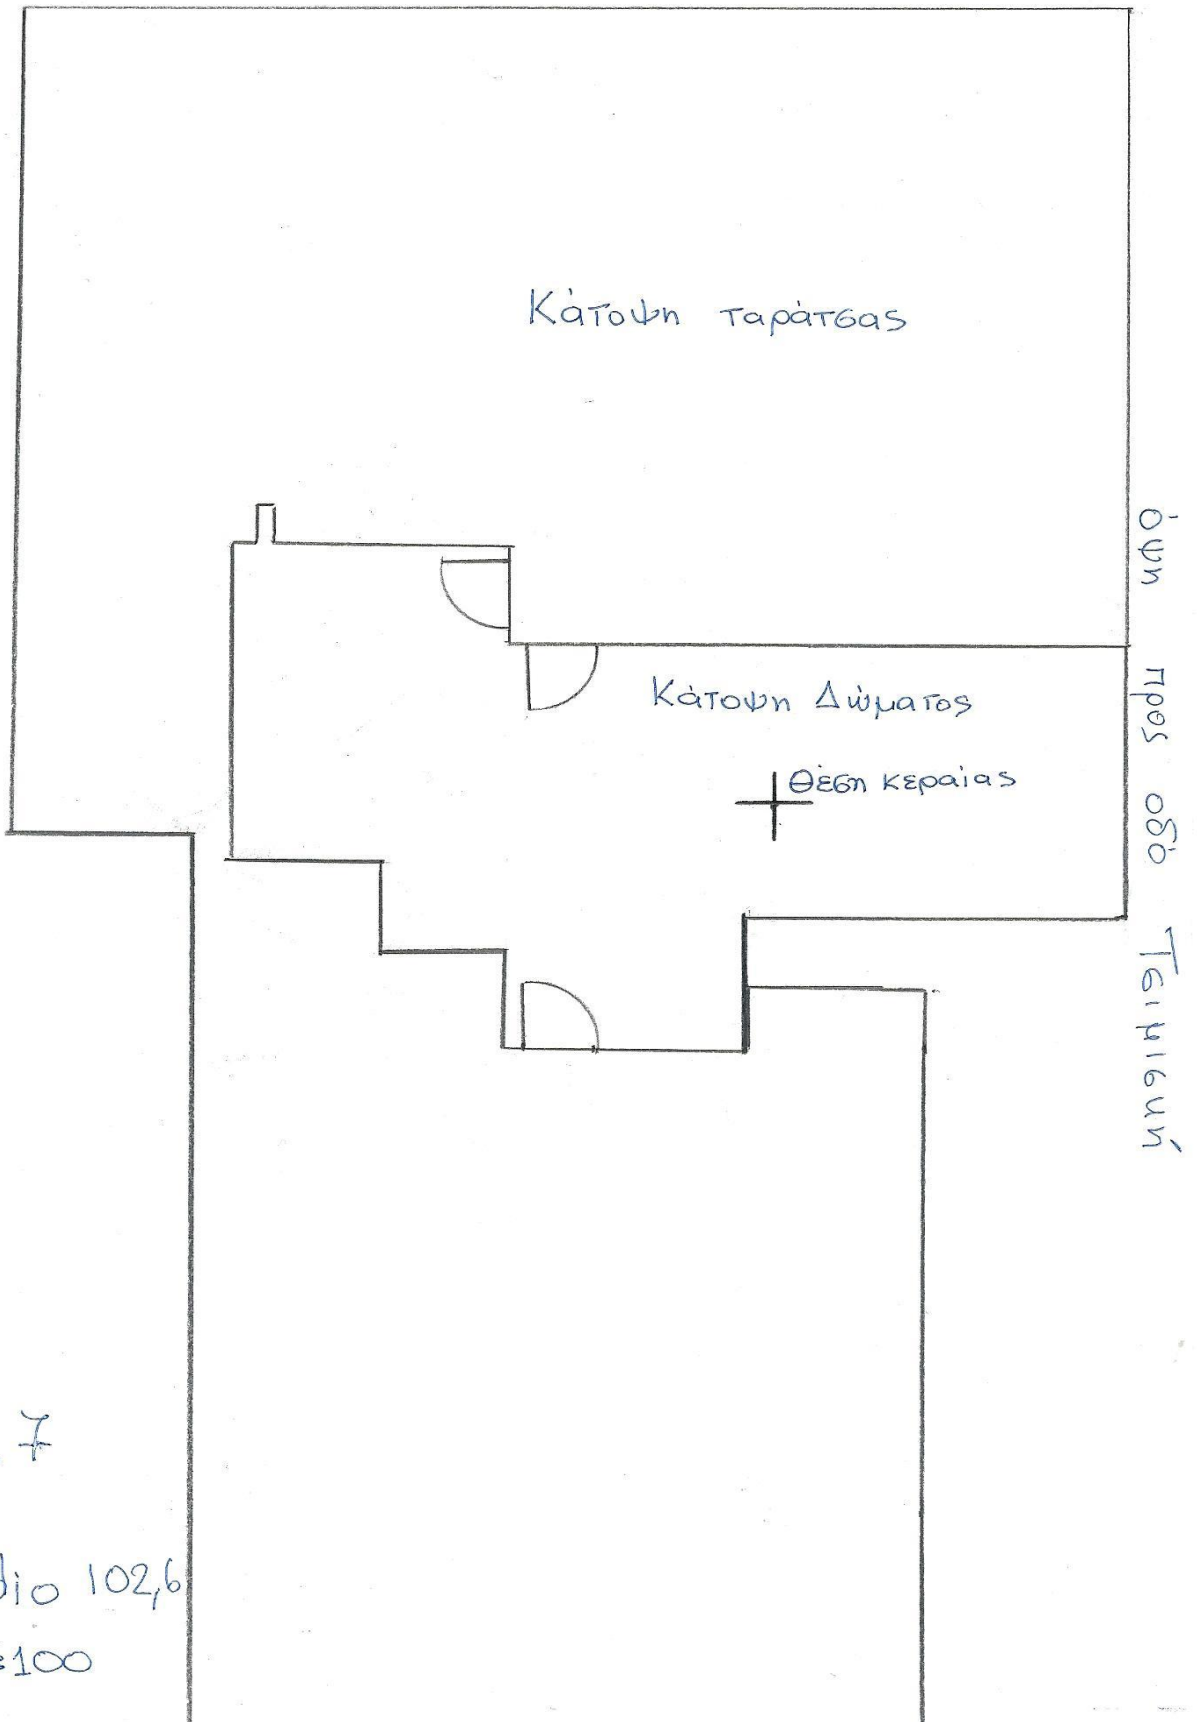 Κάτοψη ταράτσας
όψη προς οδό Τσιμισκή
Κάτοψη Δώματος
Θέση κεραίας
7
102,6
100